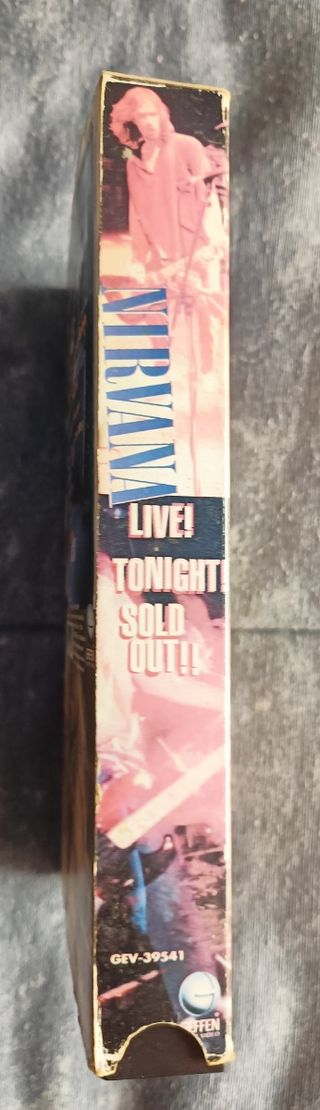 NIRVANA
LIVE!
TONIGHT!
SOLD
OUT!!
GEV-39541